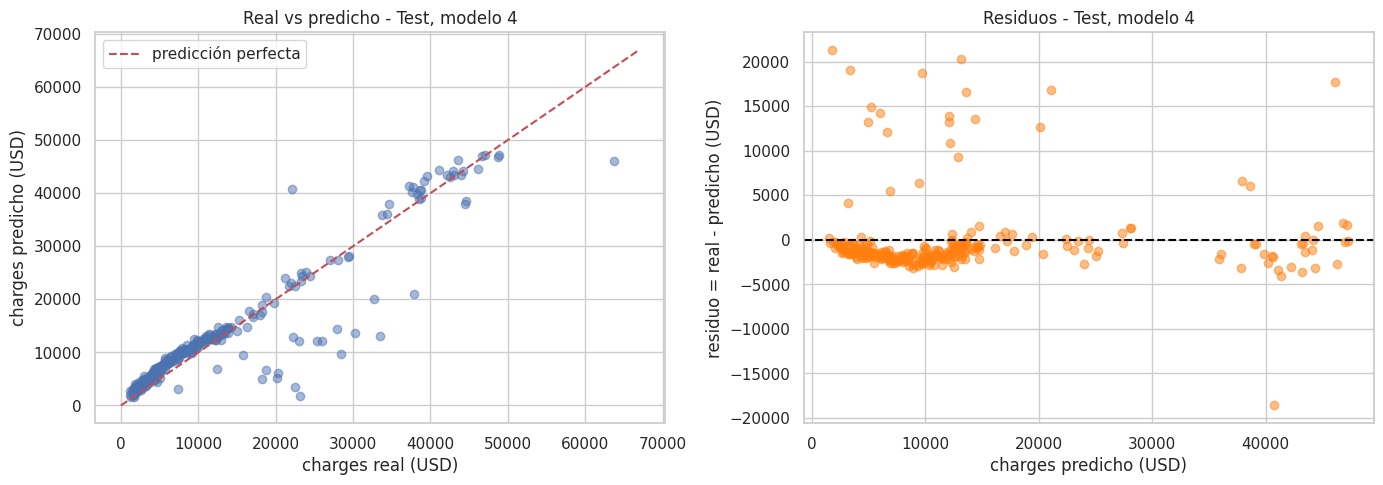 Real vs predicho - Test, modelo 4
predicción perfecta
70000
60000
50000
40000
30000
20000
10000
0
charges predicho (USD)
0 10000 20000 30000 40000 50000 60000 70000
charges real (USD)
Residuos - Test, modelo 4
20000
15000
10000
5000
0
−5000
−10000
−15000
−20000
residuo = real - predicho (USD)
0 10000 20000 30000 40000
charges predicho (USD)